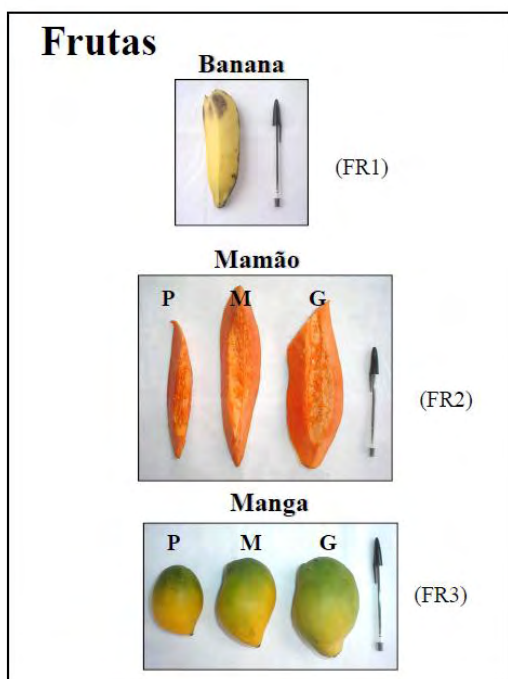 Frutas
Banana
(FR1)
Mamão
P M G
(FR2)
Manga
P M G
(FR3)